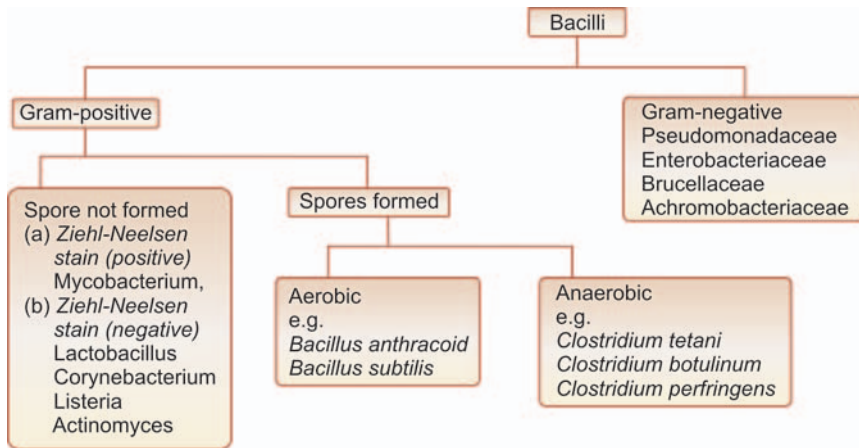 Bacilli
Gram-positive
Gram-negative
Pseudomonadaceae
Enterobacteriaceae
Brucellaceae
Achromobacteriaceae
Spore not formed
(a) Ziehl-Neelsen
stain (positive)
Mycobacterium,
(b) Ziehl-Neelsen
stain (negative)
Lactobacillus
Corynebacterium
Listeria
Actinomyces
Spores formed
Aerobic
e.g.
Bacillus anthracoid
Bacillus subtilis
Anaerobic
e.g.
Clostridium tetani
Clostridium botulinum
Clostridium perfringens